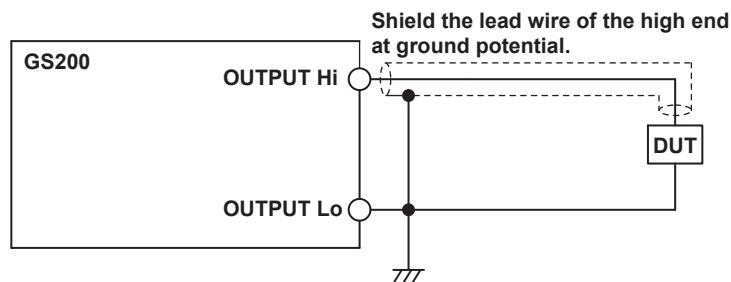 Shield the lead wire of the high end
at ground potential.
GS200
OUTPUT Hi
DUT
OUTPUT Lo